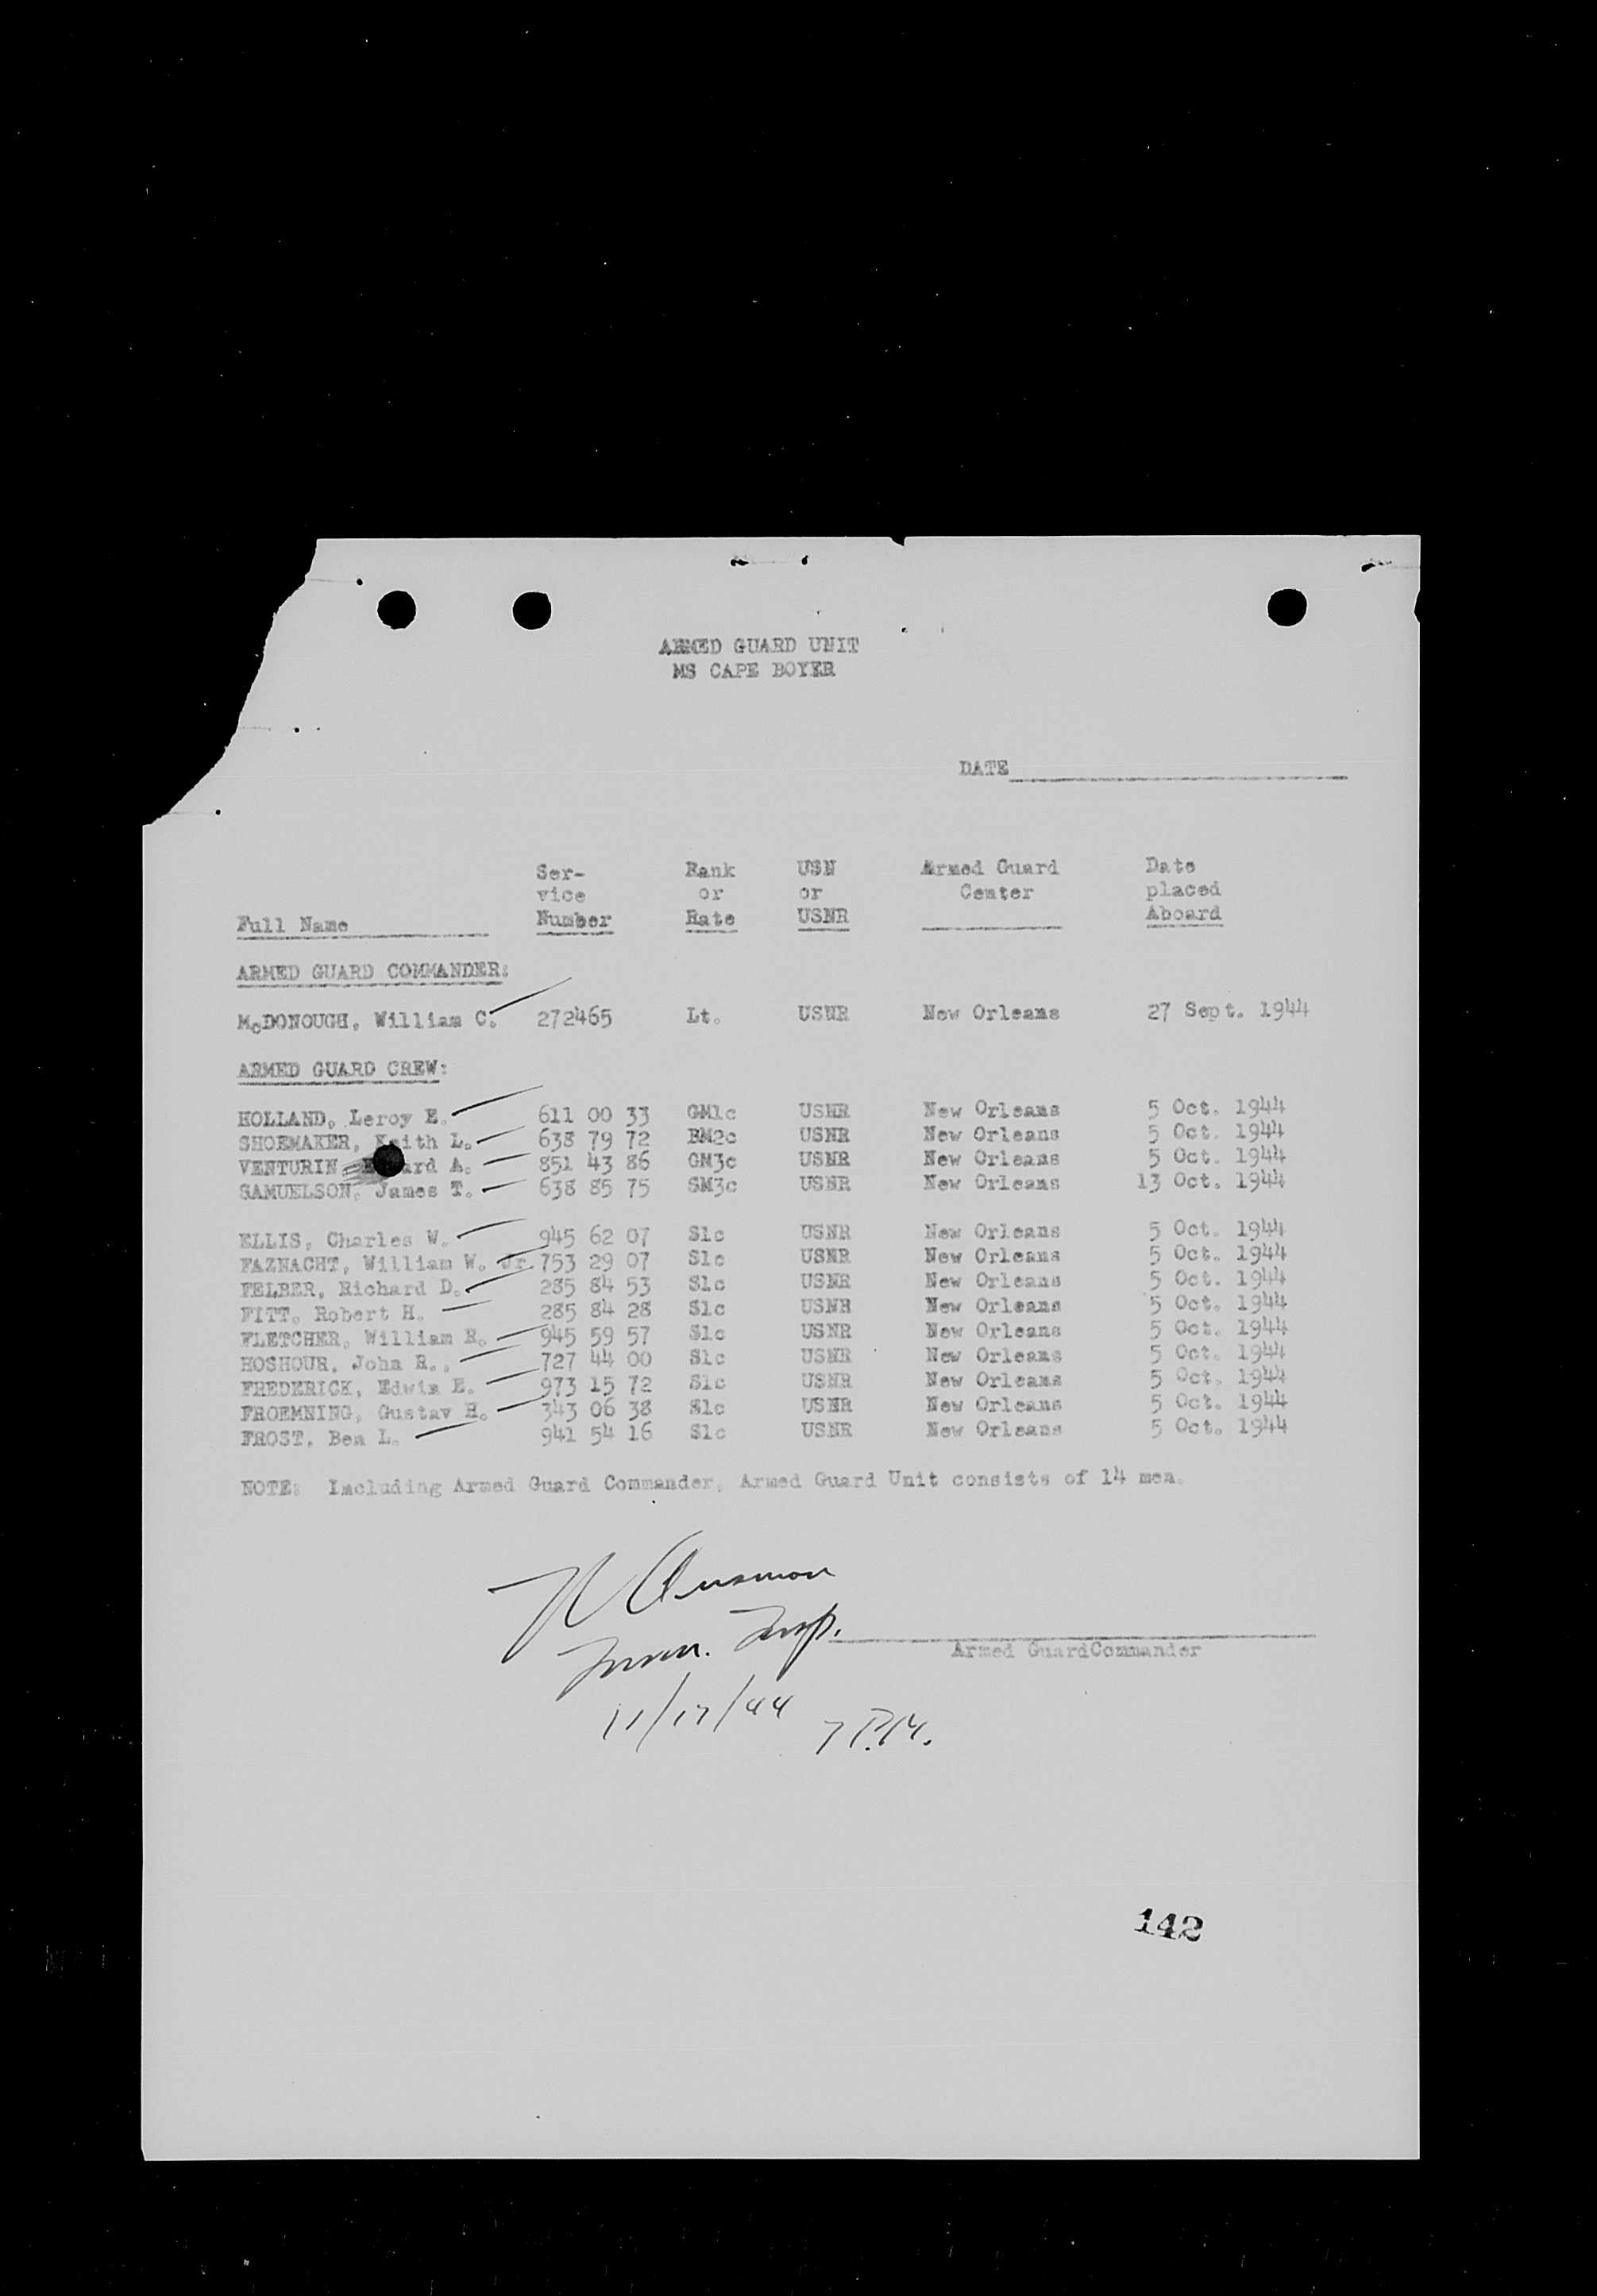 ARMED GUARD UNIT
MS CAPE BOYER
DATE
Full Name Ser-vice Number Rank or Rate USN or USNR Armed Guard Center Date placed Aboard
ARMED GUARD COMMANDER:
McDONOUGH, William C. 272465 Lt. USNR New Orleans 27 Sept. 1944
ARMED GUARD CREW:
HOLLAND, Leroy E. 611 00 33 GM1c USNR New Orleans 5 Oct. 1944
SHOEMAKER, Keith L. 638 79 72 BM2c USNR New Orleans 5 Oct. 1944
VENTURIN ard A. 851 43 86 GM3c USNR New Orleans 5 Oct. 1944
SAMUELSON, James T. 638 85 75 SM3c USNR New Orleans 13 Oct. 1944
ELLIS, Charles W. 945 62 07 S1c USNR New Orleans 5 Oct. 1944
FAZNACHT, William W. Jr. 753 29 07 S1c USNR New Orleans 5 Oct. 1944
FELBER, Richard D. 285 84 53 S1c USNR New Orleans 5 Oct. 1944
FITT, Robert H. 285 84 28 S1c USNR New Orleans 5 Oct. 1944
FLETCHER, William R. 945 59 57 S1c USNR New Orleans 5 Oct. 1944
HOSHOUR, John R., 727 44 00 S1c USNR New Orleans 5 Oct. 1944
FREDERICK, Edwin E. 973 15 72 S1c USNR New Orleans 5 Oct. 1944
FROEMNING, Gustav H. 343 06 38 S1c USNR New Orleans 5 Oct. 1944
FROST, Ben L. 941 54 16 S1c USNR New Orleans 5 Oct. 1944
NOTE: Including Armed Guard Commander, Armed Guard Unit consists of 14 men.
Insp.
Armed GuardCommander
11/17/44 7 P.M.
142